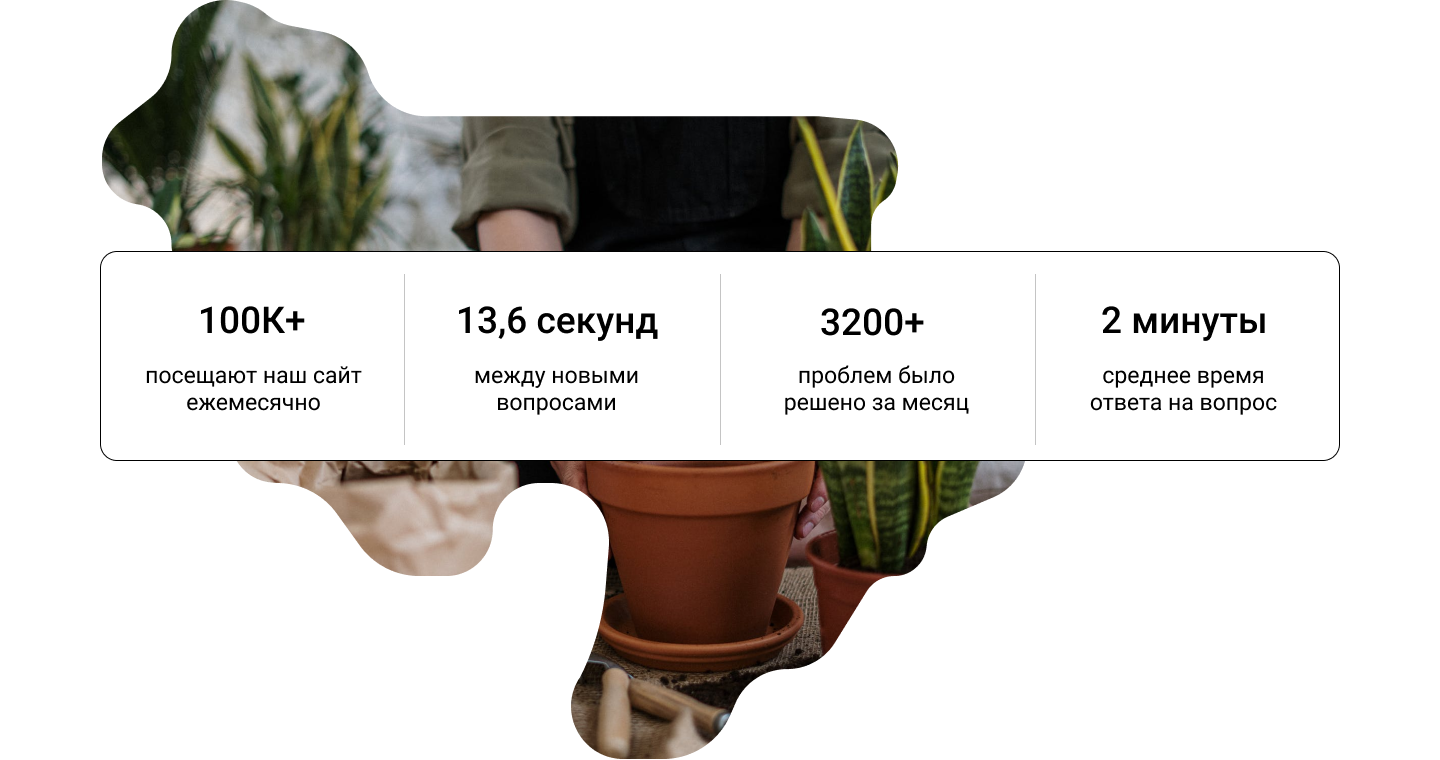 100K+
посещают наш сайт
ежемесячно
13,6 секунд
между новыми
вопросами
3200+
проблем было
решено за месяц
2 минуты
среднее время
ответа на вопрос